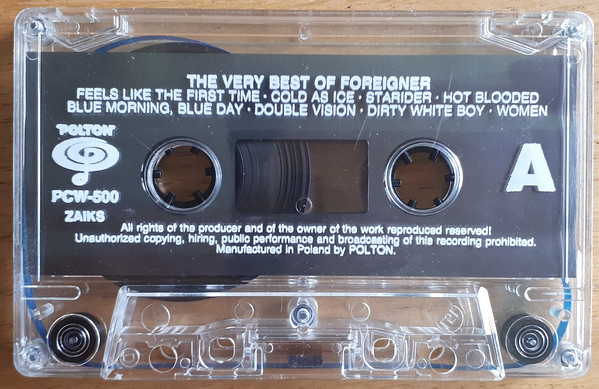 THE VERY BEST OF FOREIGNER
FEELS LIKE THE FIRST TIME · COLD AS ICE · STARIDER · HOT BLOODED
BLUE MORNING, BLUE DAY · DOUBLE VISION · DIRTY WHITE BOY · WOMEN
POLTON
PCW-500
ZAIKS
A
All rights of the producer and of the owner of the work reproduced reserved!
Unauthorized copying, hiring, public performance and broadcasting of this recording prohibited.
Manufactured in Poland by POLTON.